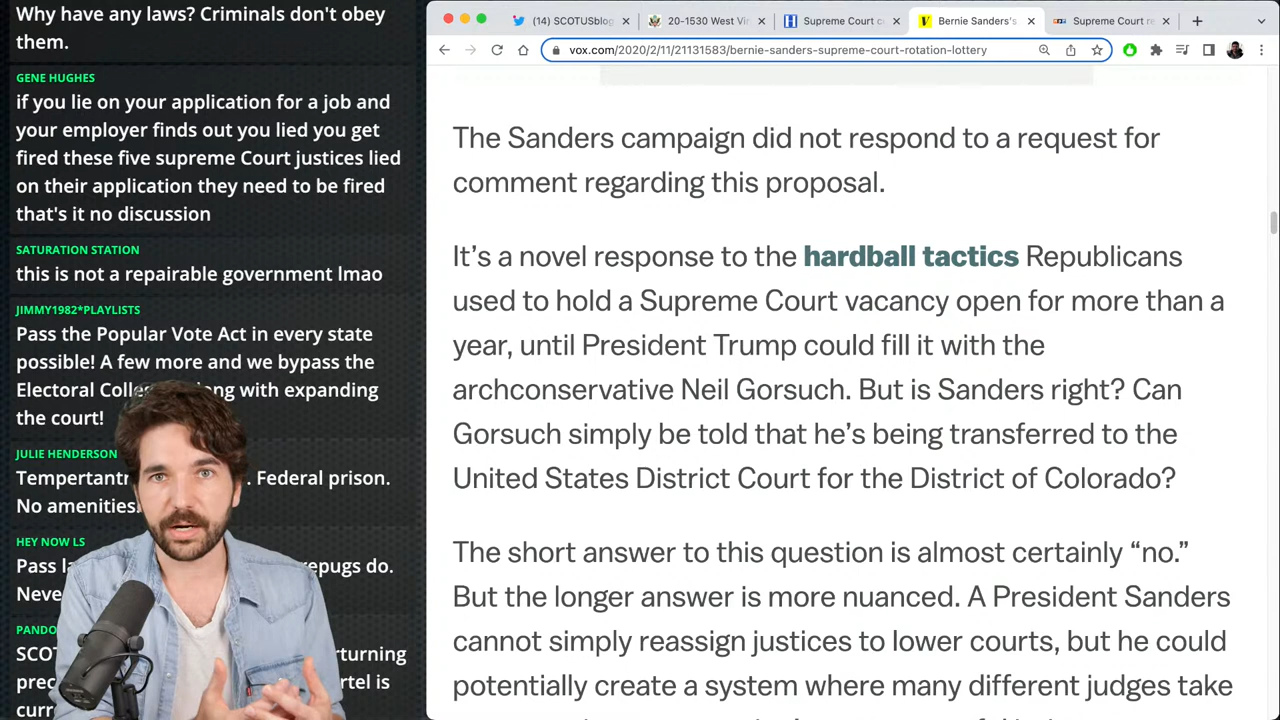 Why have any laws? Criminals don't obey
them.
GENE HUGHES
if you lie on your application for a job and
your employer finds out you lied you get
fired these five supreme Court justices lied
on their application they need to be fired
that's it no discussion
SATURATION STATION
this is not a repairable government lmao
JIMMY1982*PLAYLISTS
Pass the Popular Vote Act in every state
possible! A few more and we bypass the
Electoral with expanding
the court!
JULIE HENDERSON
Federal prison.
No amenities
HEY NOW LS
Pass do.
PANDO
(14) SCOTUSblog
20-1530 West Vir
Supreme Court c
Bernie Sanders's
Supreme Court re
vox.com/2020/2/11/21131583/bernie-sanders-supreme-court-rotation-lottery
The Sanders campaign did not respond to a request for
comment regarding this proposal.
It's a novel response to the hardball tactics Republicans
used to hold a Supreme Court vacancy open for more than a
year, until President Trump could fill it with the
archconservative Neil Gorsuch. But is Sanders right? Can
Gorsuch simply be told that he's being transferred to the
United States District Court for the District of Colorado?
The short answer to this question is almost certainly “no.”
But the longer answer is more nuanced. A President Sanders
cannot simply reassign justices to lower courts, but he could
potentially create a system where many different judges take